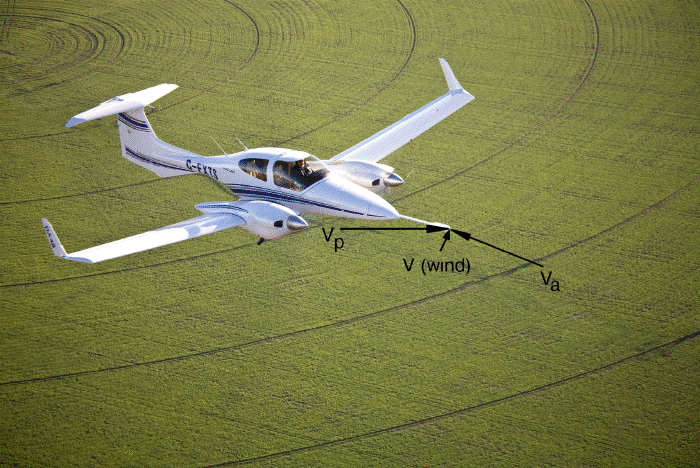 C-FXTS
Vp
V (wind)
Va